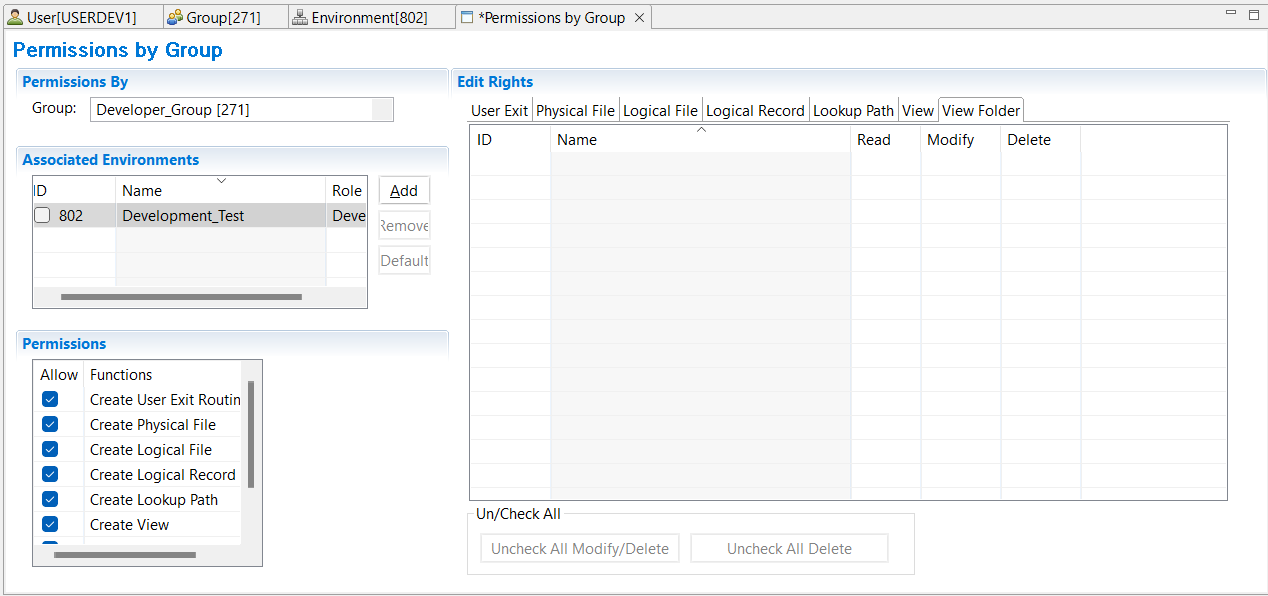 User[USERDEV1] Group[271] Environment[802] *Permissions by Group
Permissions by Group
Permissions By
Group: Developer_Group [271]
Associated Environments
ID Name Role
802 Development_Test Deve
Add
Remove
Default
Permissions
Allow Functions
Create User Exit Routin
Create Physical File
Create Logical File
Create Logical Record
Create Lookup Path
Create View
Edit Rights
User Exit Physical File Logical File Logical Record Lookup Path View View Folder
ID Name Read Modify Delete
Un/Check All
Uncheck All Modify/Delete Uncheck All Delete